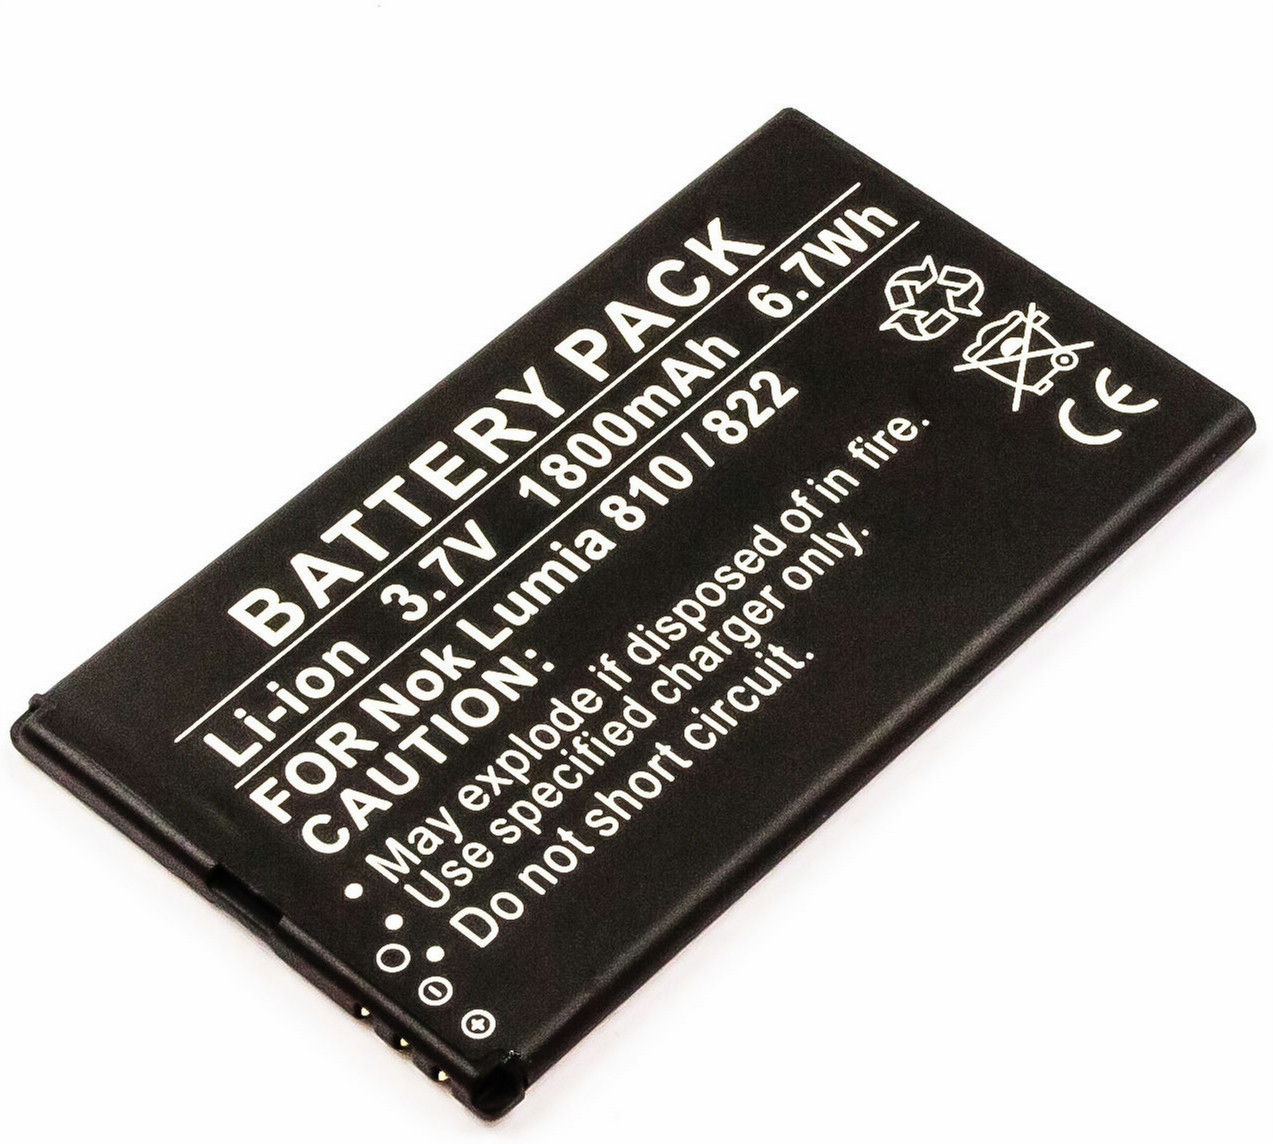 BATTERY PACK
Li-ion 3.7V 1800mAh 6.7Wh
FOR Nok Lumia 810 / 822
CAUTION:
• May explode if disposed of in fire.
• Use specified charger only.
• Do not short circuit.
CE